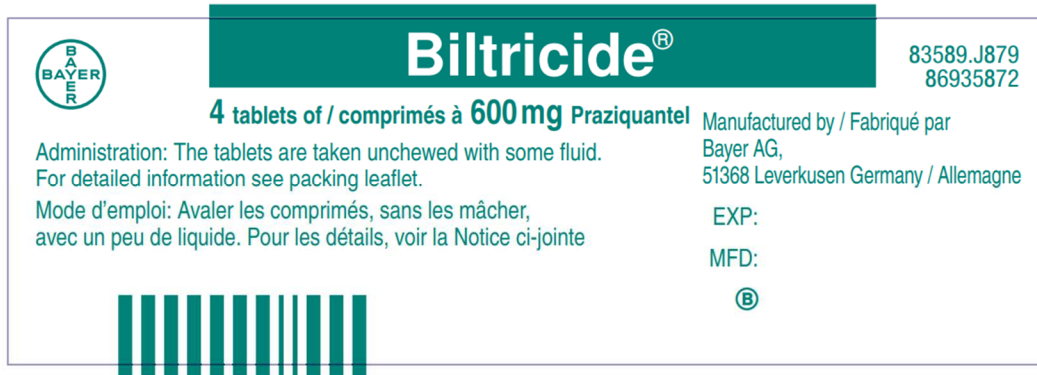 BAYER
BAYER
Biltricide®
83589.J879
86935872
4 tablets of / comprimés à 600 mg Praziquantel
Manufactured by / Fabriqué par
Bayer AG,
51368 Leverkusen Germany / Allemagne
Administration: The tablets are taken unchewed with some fluid.
For detailed information see packing leaflet.
Mode d’emploi: Avaler les comprimés, sans les mâcher,
avec un peu de liquide. Pour les détails, voir la Notice ci-jointe
EXP:
MFD:
Ⓑ